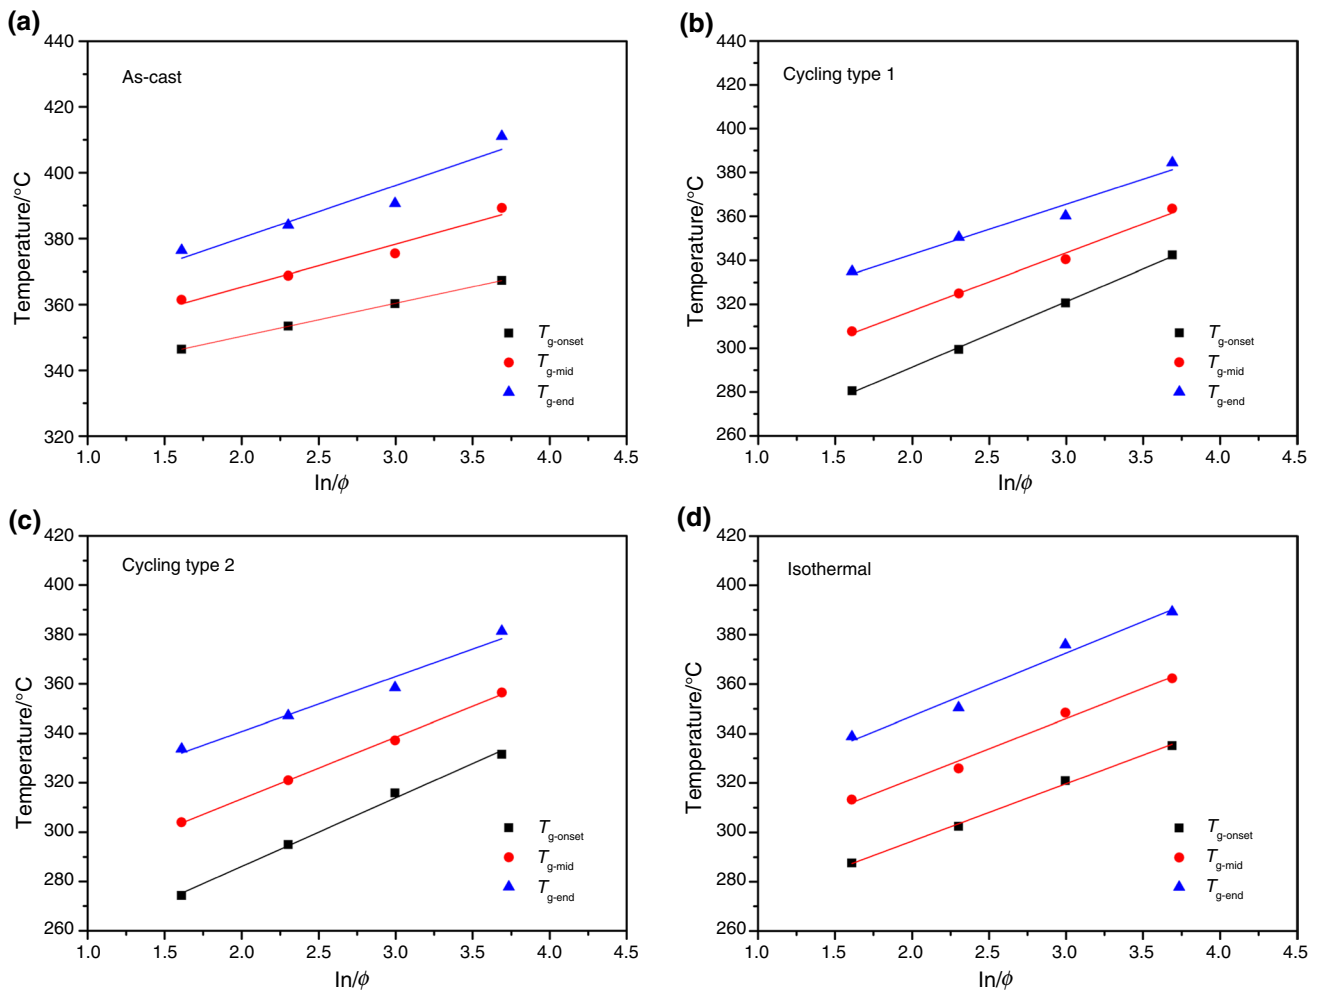 (a)
440
420
400
380
360
340
320
Temperature/°C
As-cast
T g-onset
T g-mid
T g-end
1.0 1.5 2.0 2.5 3.0 3.5 4.0 4.5
In/ϕ
(b)
440
420
400
380
360
340
320
300
280
260
Temperature/°C
Cycling type 1
T g-onset
T g-mid
T g-end
1.0 1.5 2.0 2.5 3.0 3.5 4.0 4.5
In/ϕ
(c)
420
400
380
360
340
320
300
280
260
Temperature/°C
Cycling type 2
T g-onset
T g-mid
T g-end
1.0 1.5 2.0 2.5 3.0 3.5 4.0 4.5
In/ϕ
(d)
420
400
380
360
340
320
300
280
260
Temperature/°C
Isothermal
T g-onset
T g-mid
T g-end
1.0 1.5 2.0 2.5 3.0 3.5 4.0 4.5
In/ϕ